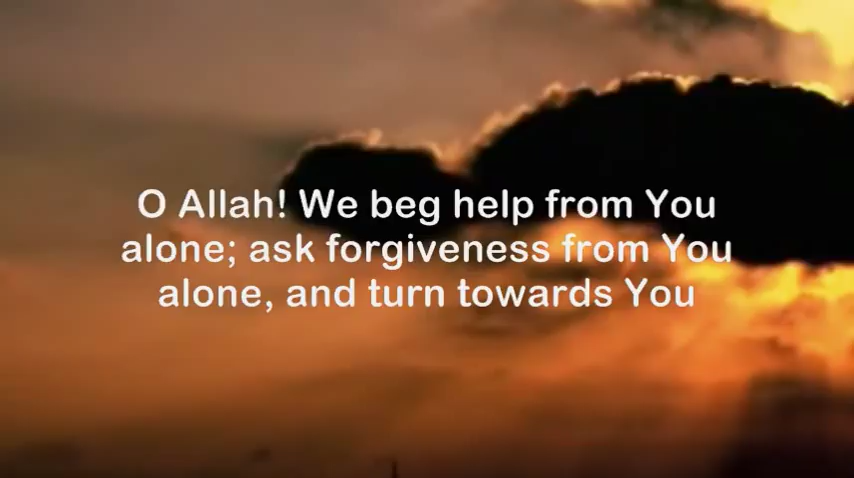 O Allah! We beg help from You
alone; ask forgiveness from You
alone, and turn towards You